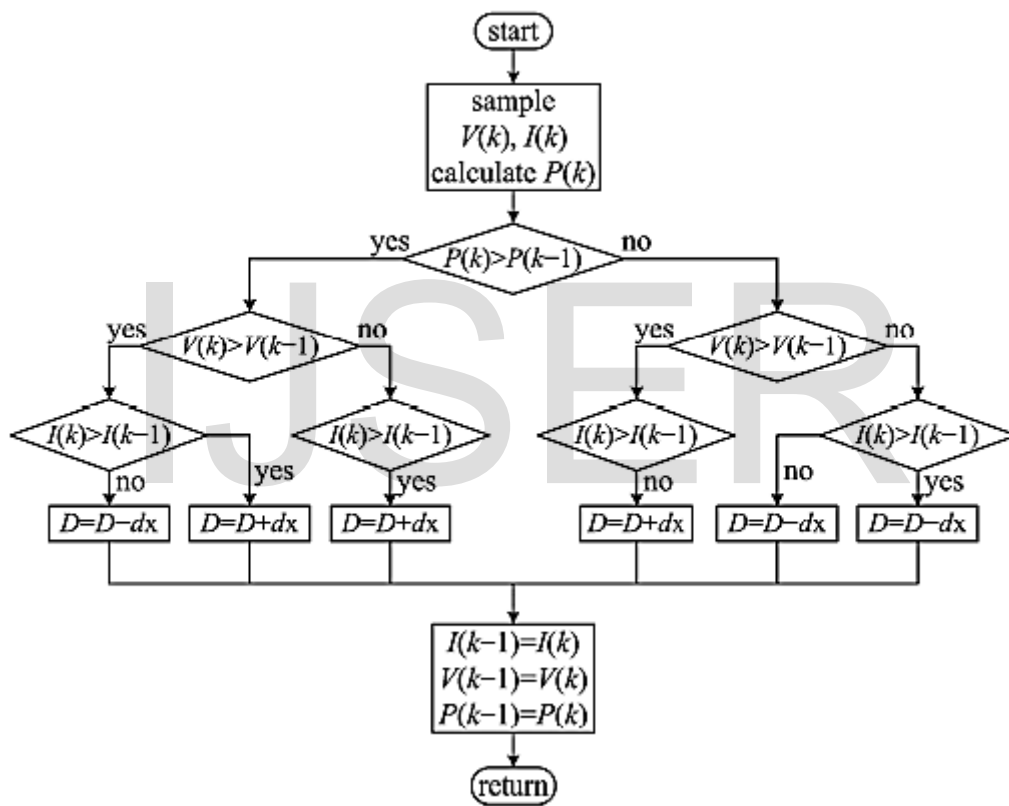 start
sample
V(k), I(k)
calculate P(k)
yes
P(k)>P(k−1)
no
yes
V(k)>V(k−1)
no
yes
V(k)>V(k−1)
no
I(k)>I(k−1)
I(k)>I(k−1)
I(k)>I(k−1)
I(k)>I(k−1)
no
yes
yes
no
no
yes
D=D−dx
D=D+dx
D=D+dx
D=D+dx
D=D−dx
D=D−dx
I(k−1)=I(k)
V(k−1)=V(k)
P(k−1)=P(k)
return
IJSER